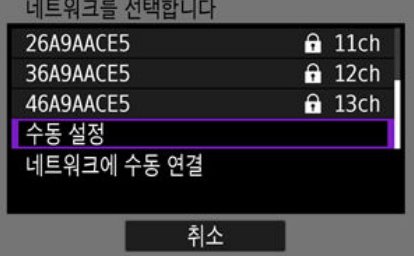 네트워크를 선택합니다
26A9AACE5 11ch
36A9AACE5 12ch
46A9AACE5 13ch
수동 설정
네트워크에 수동 연결
취소